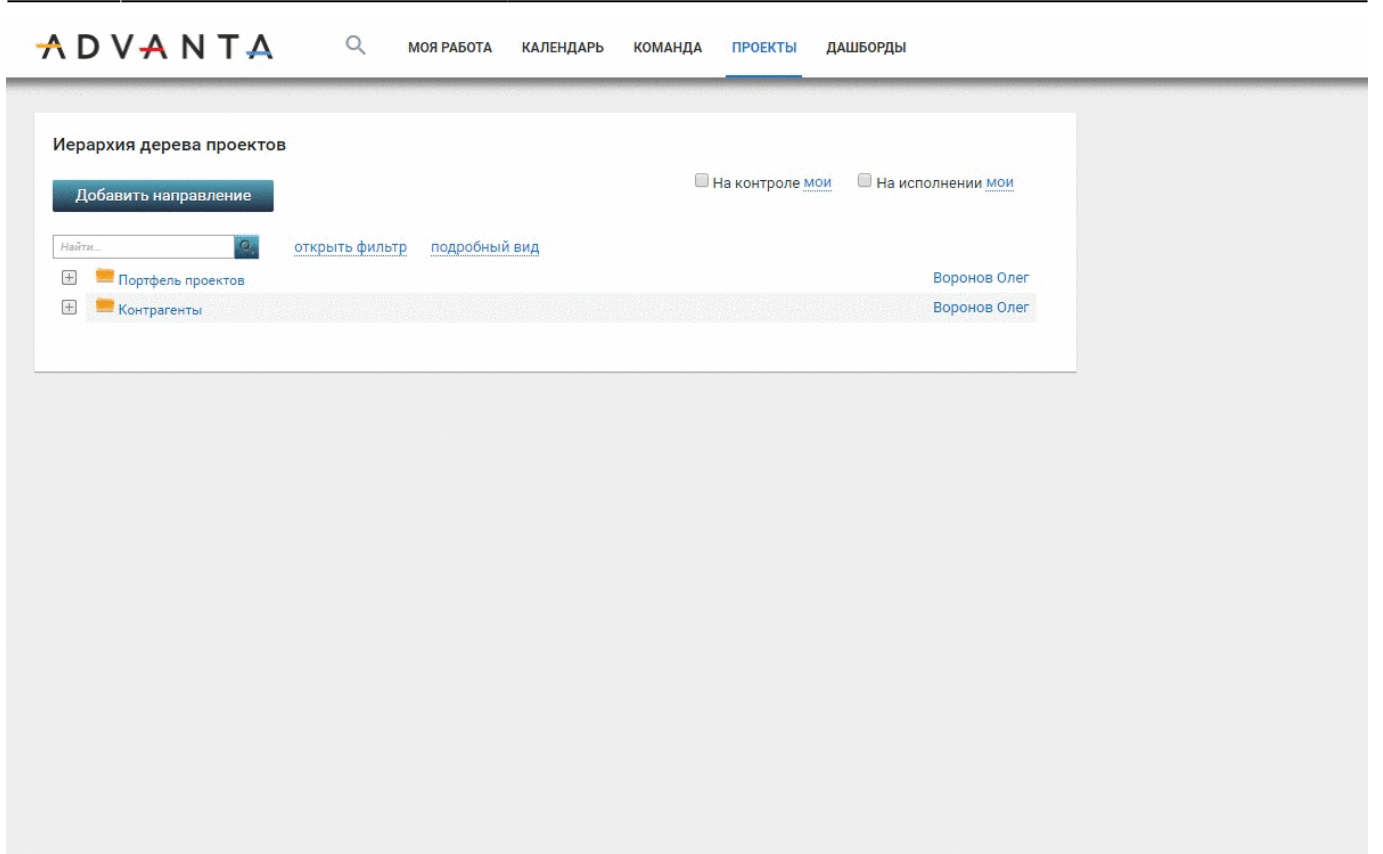 ADVANTA МОЯ РАБОТА КАЛЕНДАРЬ КОМАНДА ПРОЕКТЫ ДАШБОРДЫ
Иерархия дерева проектов
Добавить направление
На контроле мои На исполнении мои
Найти... открыть фильтр подробный вид
Портфель проектов Воронов Олег
Контрагенты Воронов Олег